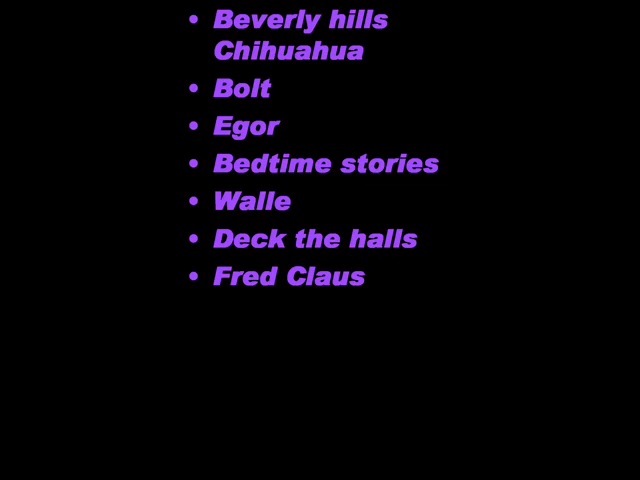 • Beverly hills
Chihuahua
• Bolt
• Egor
• Bedtime stories
• Walle
• Deck the halls
• Fred Claus